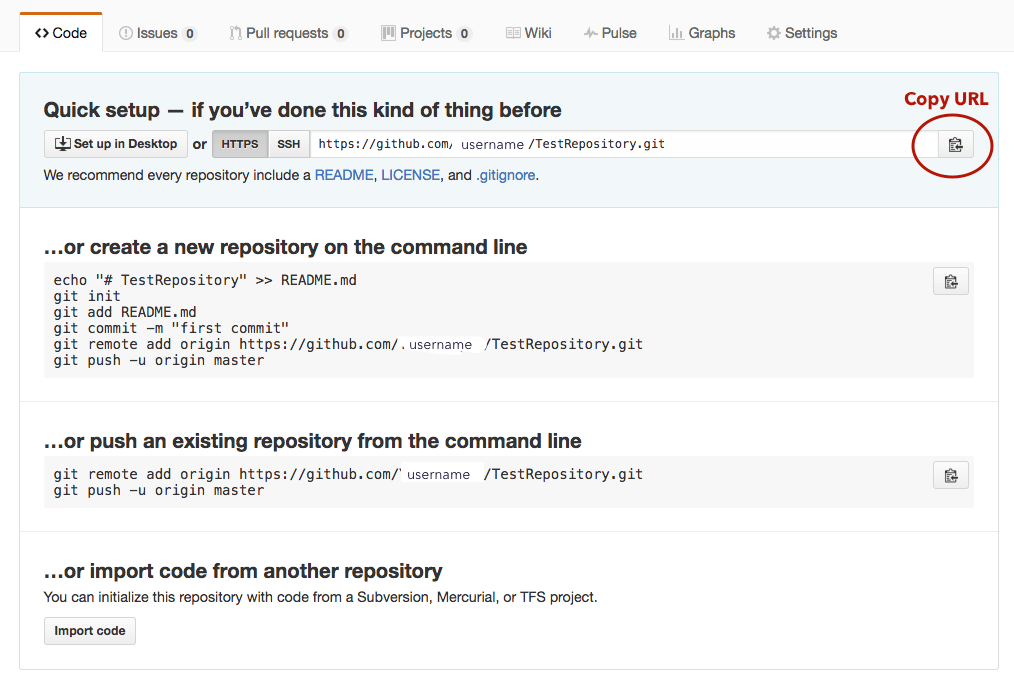 Code Issues 0 Pull requests 0 Projects 0 Wiki Pulse Graphs Settings
Copy URL
Quick setup — if you’ve done this kind of thing before
Set up in Desktop or HTTPS SSH https://github.com/ username /TestRepository.git
We recommend every repository include a README, LICENSE, and .gitignore.
…or create a new repository on the command line
echo "# TestRepository" >> README.md
git init
git add README.md
git commit -m "first commit"
git remote add origin https://github.com/ username /TestRepository.git
git push -u origin master
…or push an existing repository from the command line
git remote add origin https://github.com/ username /TestRepository.git
git push -u origin master
…or import code from another repository
You can initialize this repository with code from a Subversion, Mercurial, or TFS project.
Import code